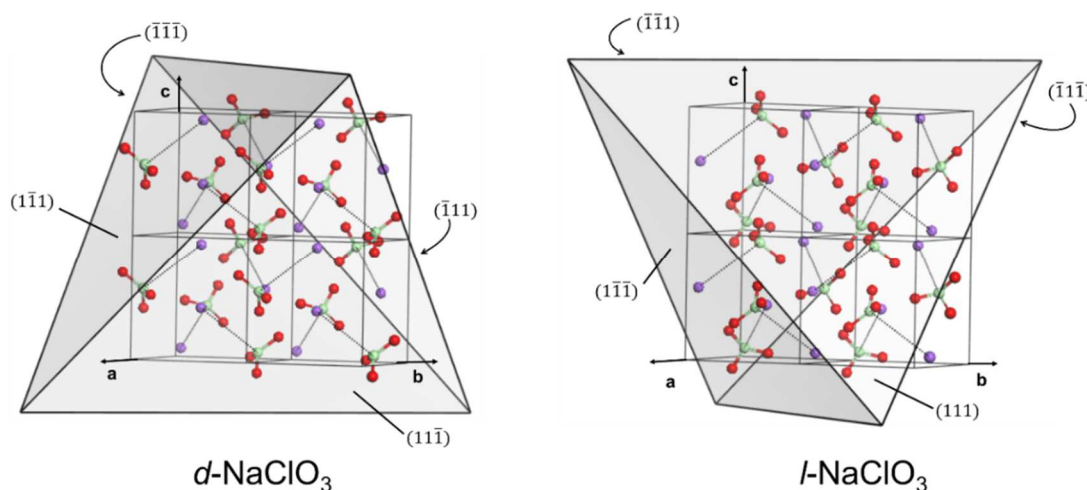 (1̅1̅1̅)
c
(11̅1)
(1̅11)
a
b
(111̅)
d-NaClO₃
(1̅1̅1)
c
(1̅11̅)
(11̅1̅)
a
b
(111)
l-NaClO₃